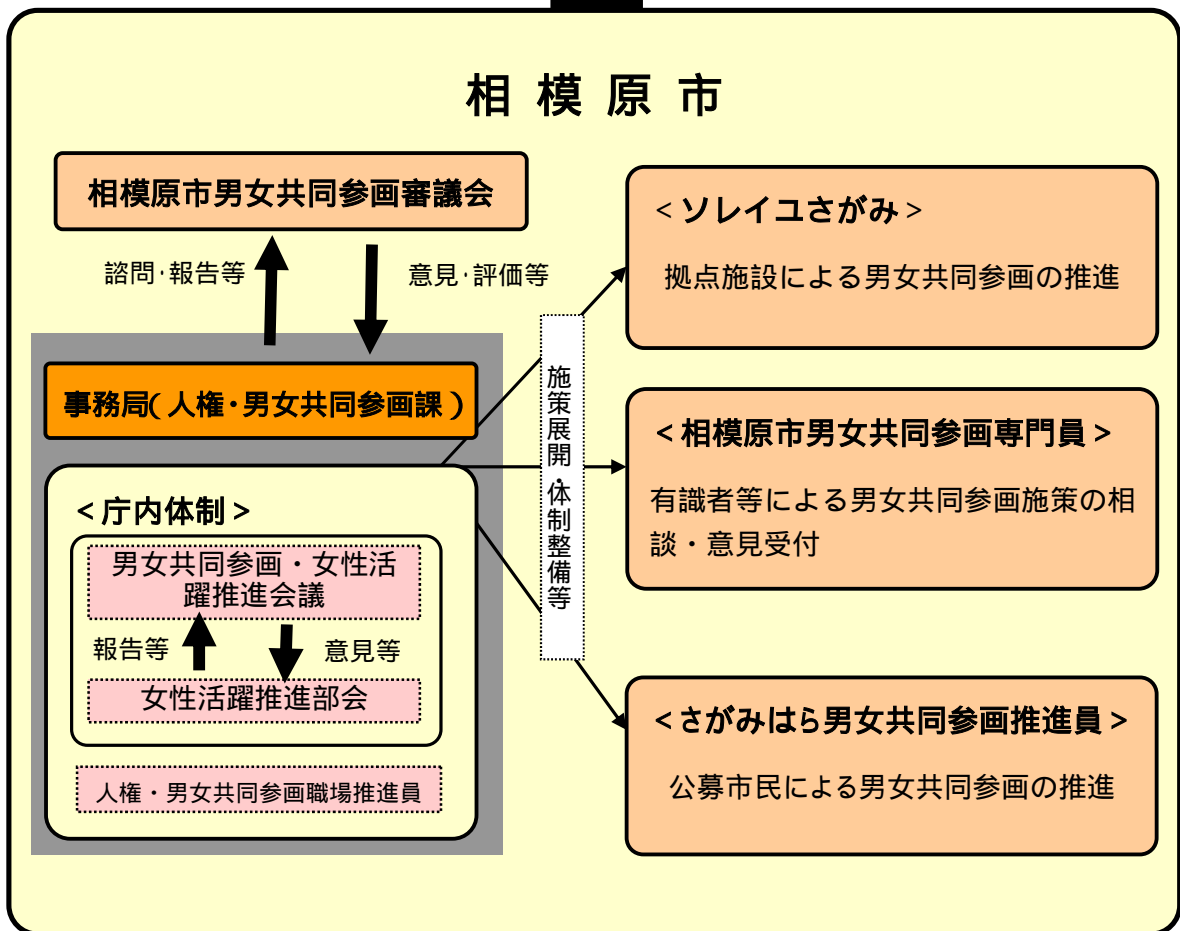 相模原市
相模原市男女共同参画審議会
諮問・報告等
意見・評価等
事務局(人権・男女共同参画課)
<庁内体制>
男女共同参画・女性活
躍推進会議
報告等
意見等
女性活躍推進部会
人権・男女共同参画職場推進員
施策展開・体制整備等
<ソレイユさがみ>
拠点施設による男女共同参画の推進
<相模原市男女共同参画専門員>
有識者等による男女共同参画施策の相
談・意見受付
<さがみはら男女共同参画推進員>
公募市民による男女共同参画の推進